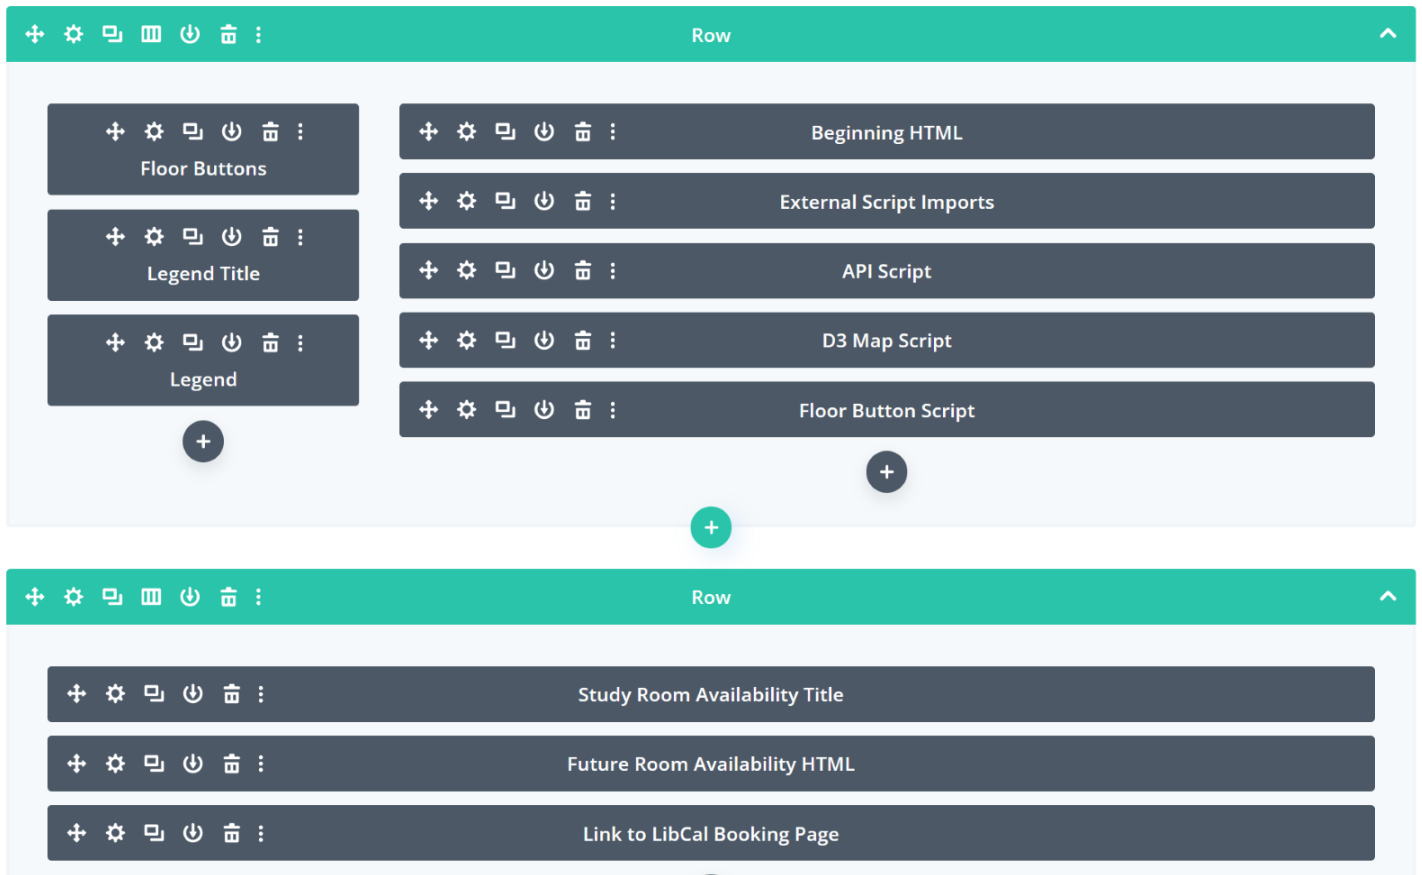 Row
Floor Buttons
Legend Title
Legend
Beginning HTML
External Script Imports
API Script
D3 Map Script
Floor Button Script
Row
Study Room Availability Title
Future Room Availability HTML
Link to LibCal Booking Page